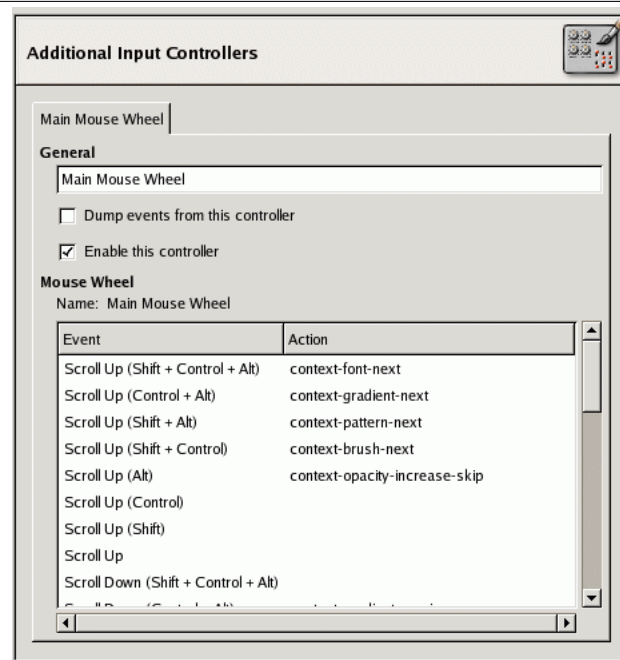 Additional Input Controllers
Main Mouse Wheel
General
Main Mouse Wheel
Dump events from this controller
Enable this controller
Mouse Wheel
Name: Main Mouse Wheel
Event Action
Scroll Up (Shift + Control + Alt) context-font-next
Scroll Up (Control + Alt) context-gradient-next
Scroll Up (Shift + Alt) context-pattern-next
Scroll Up (Shift + Control) context-brush-next
Scroll Up (Alt) context-opacity-increase-skip
Scroll Up (Control)
Scroll Up (Shift)
Scroll Up
Scroll Down (Shift + Control + Alt)